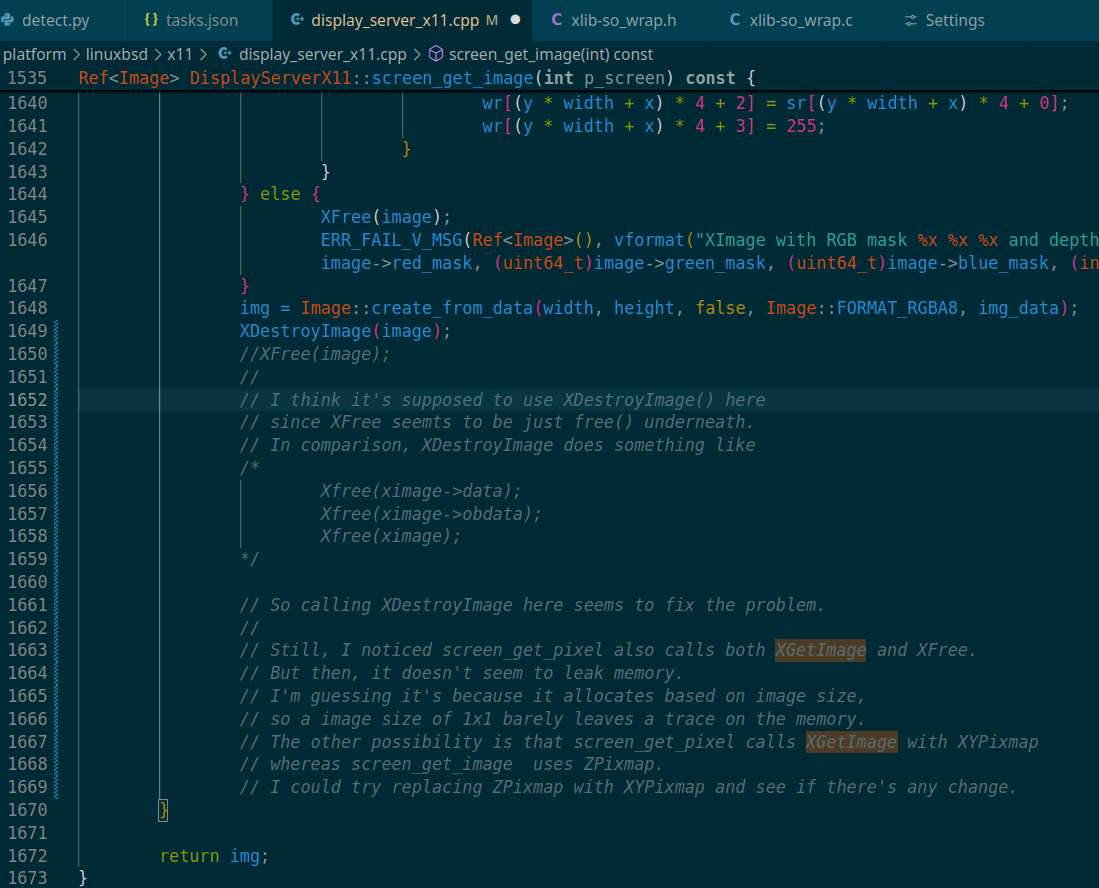 detect.py
{} tasks.json
display_server_x11.cpp M
C xlib-so_wrap.h
C xlib-so_wrap.c
Settings
platform > linuxbsd > x11 > display_server_x11.cpp > screen_get_image(int) const
1535 Ref<Image> DisplayServerX11::screen_get_image(int p_screen) const {
1640 wr[(y * width + x) * 4 + 2] = sr[(y * width + x) * 4 + 0];
1641 wr[(y * width + x) * 4 + 3] = 255;
1642 }
1643 }
1644 } else {
1645 XFree(image);
1646 ERR_FAIL_V_MSG(Ref<Image>(), vformat("XImage with RGB mask %x %x %x and depth
image->red_mask, (uint64_t)image->green_mask, (uint64_t)image->blue_mask, (in
1647 }
1648 img = Image::create_from_data(width, height, false, Image::FORMAT_RGBA8, img_data);
1649 XDestroyImage(image);
1650 //XFree(image);
1651 //
1652 // I think it's supposed to use XDestroyImage() here
1653 // since XFree seemts to be just free() underneath.
1654 // In comparison, XDestroyImage does something like
1655 /*
1656 Xfree(ximage->data);
1657 Xfree(ximage->obdata);
1658 Xfree(ximage);
1659 */
1660
1661 // So calling XDestroyImage here seems to fix the problem.
1662 //
1663 // Still, I noticed screen_get_pixel also calls both XGetImage and XFree.
1664 // But then, it doesn't seem to leak memory.
1665 // I'm guessing it's because it allocates based on image size,
1666 // so a image size of 1x1 barely leaves a trace on the memory.
1667 // The other possibility is that screen_get_pixel calls XGetImage with XYPixmap
1668 // whereas screen_get_image  uses ZPixmap.
1669 // I could try replacing ZPixmap with XYPixmap and see if there's any change.
1670 }
1671
1672 return img;
1673 }